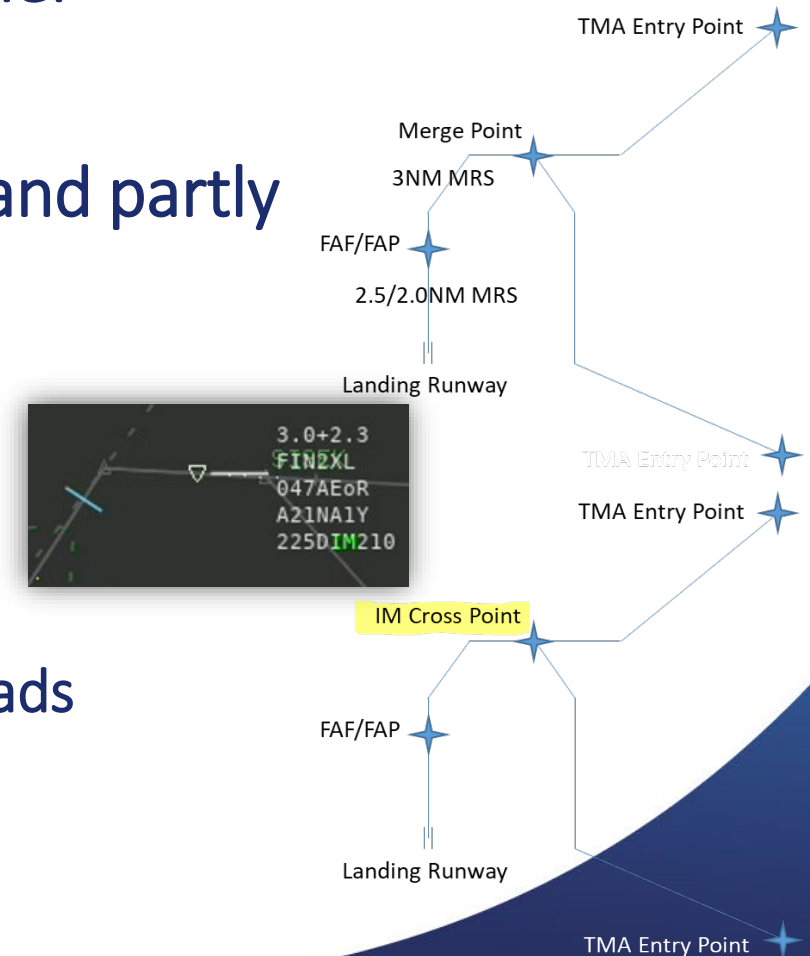 and partly
ads
TMA Entry Point
Merge Point
3NM MRS
FAF/FAP
2.5/2.0NM MRS
Landing Runway
TMA Entry Point
3.0+2.3
FIN2XL
047AEoR
A21NA1Y
225DIM210
TMA Entry Point
IM Cross Point
FAF/FAP
Landing Runway
TMA Entry Point